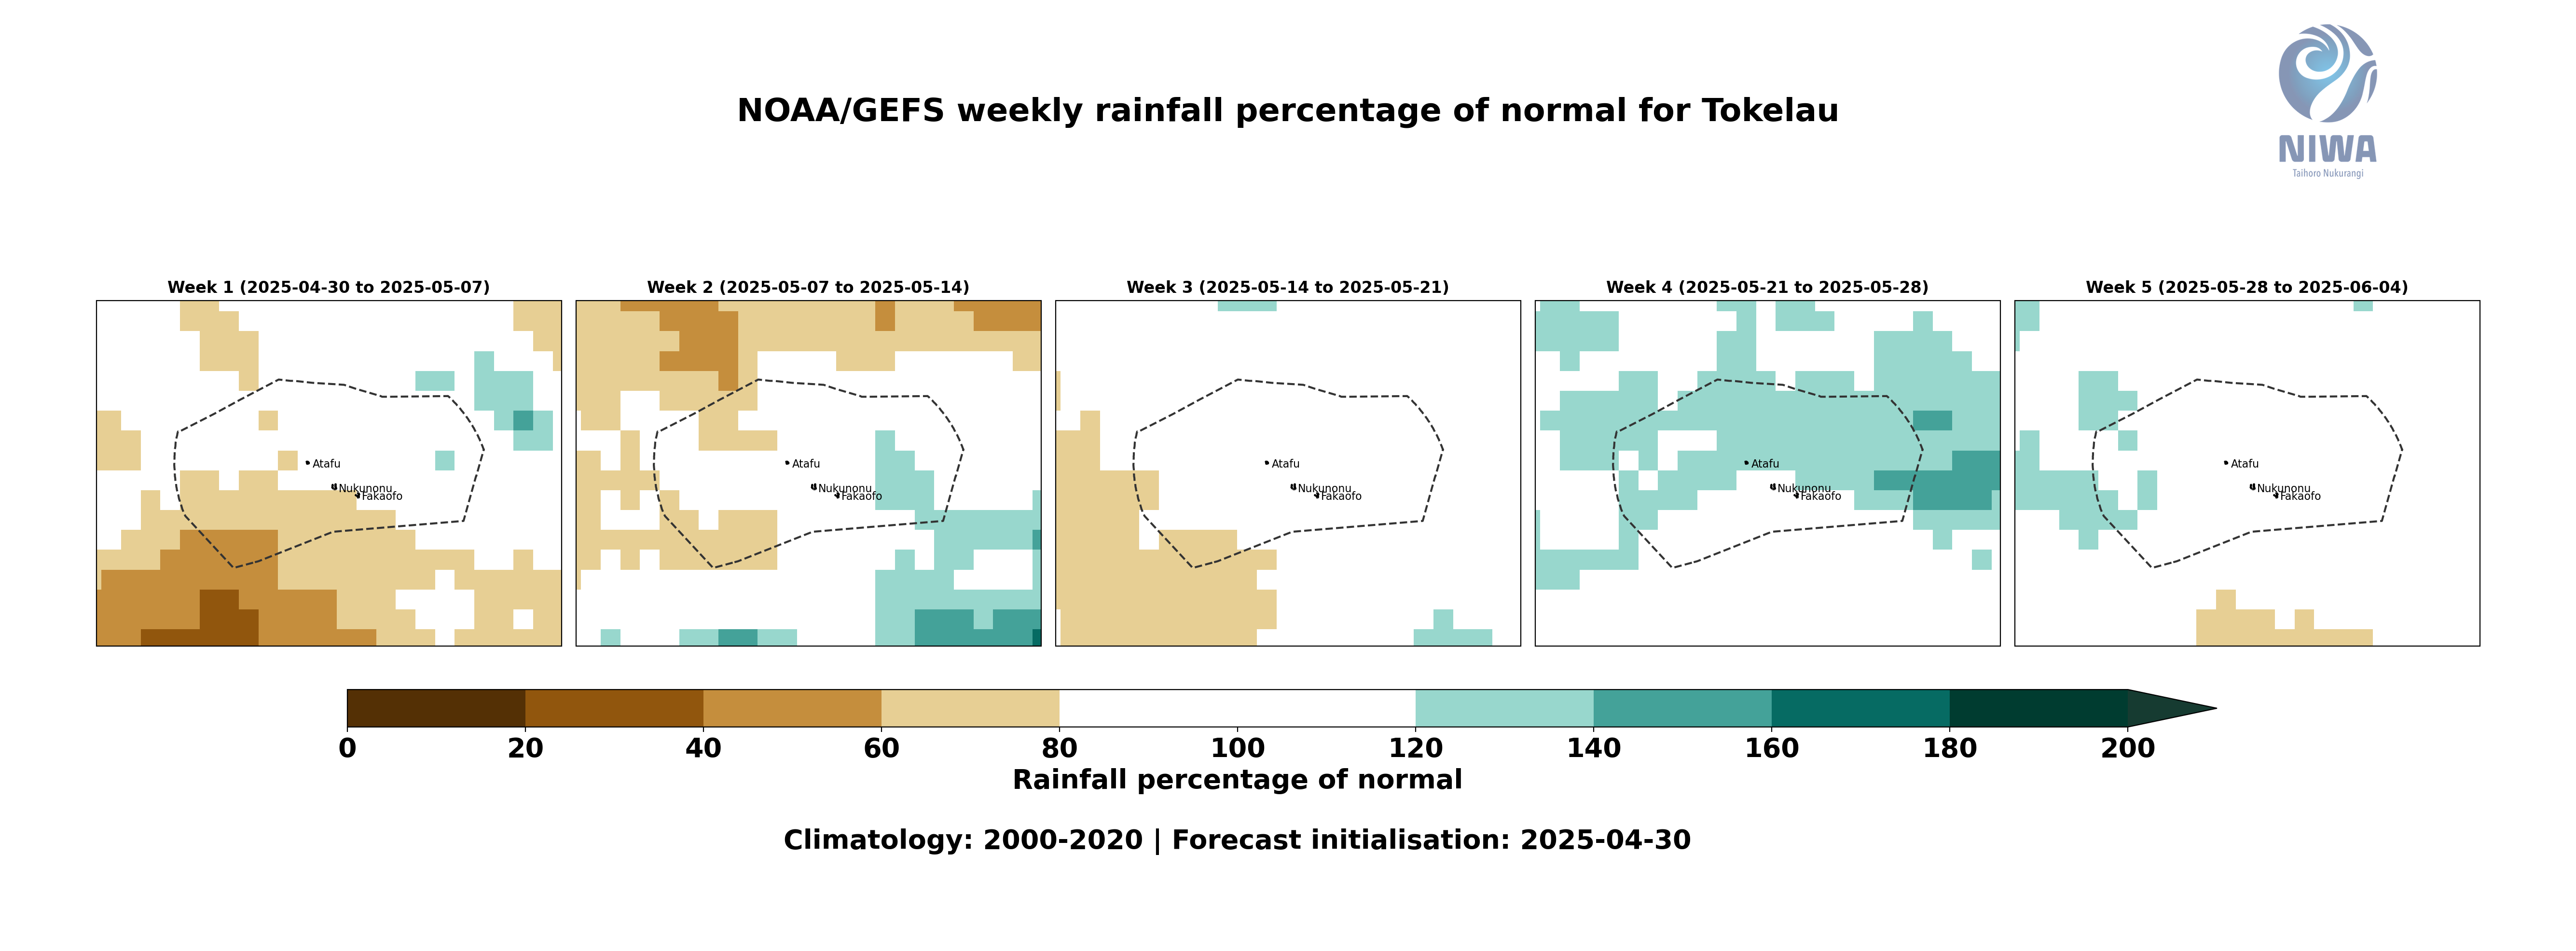 NOAA/GEFS weekly rainfall percentage of normal for Tokelau
NIWA
Taihoro Nukurangi
Week 1 (2025-04-30 to 2025-05-07)
Week 2 (2025-05-07 to 2025-05-14)
Week 3 (2025-05-14 to 2025-05-21)
Week 4 (2025-05-21 to 2025-05-28)
Week 5 (2025-05-28 to 2025-06-04)
Atafu
Nukunonu
Fakaofo
Atafu
Nukunonu
Fakaofo
Atafu
Nukunonu
Fakaofo
Atafu
Nukunonu
Fakaofo
Atafu
Nukunonu
Fakaofo
0 20 40 60 80 100 120 140 160 180 200
Rainfall percentage of normal
Climatology: 2000-2020 | Forecast initialisation: 2025-04-30